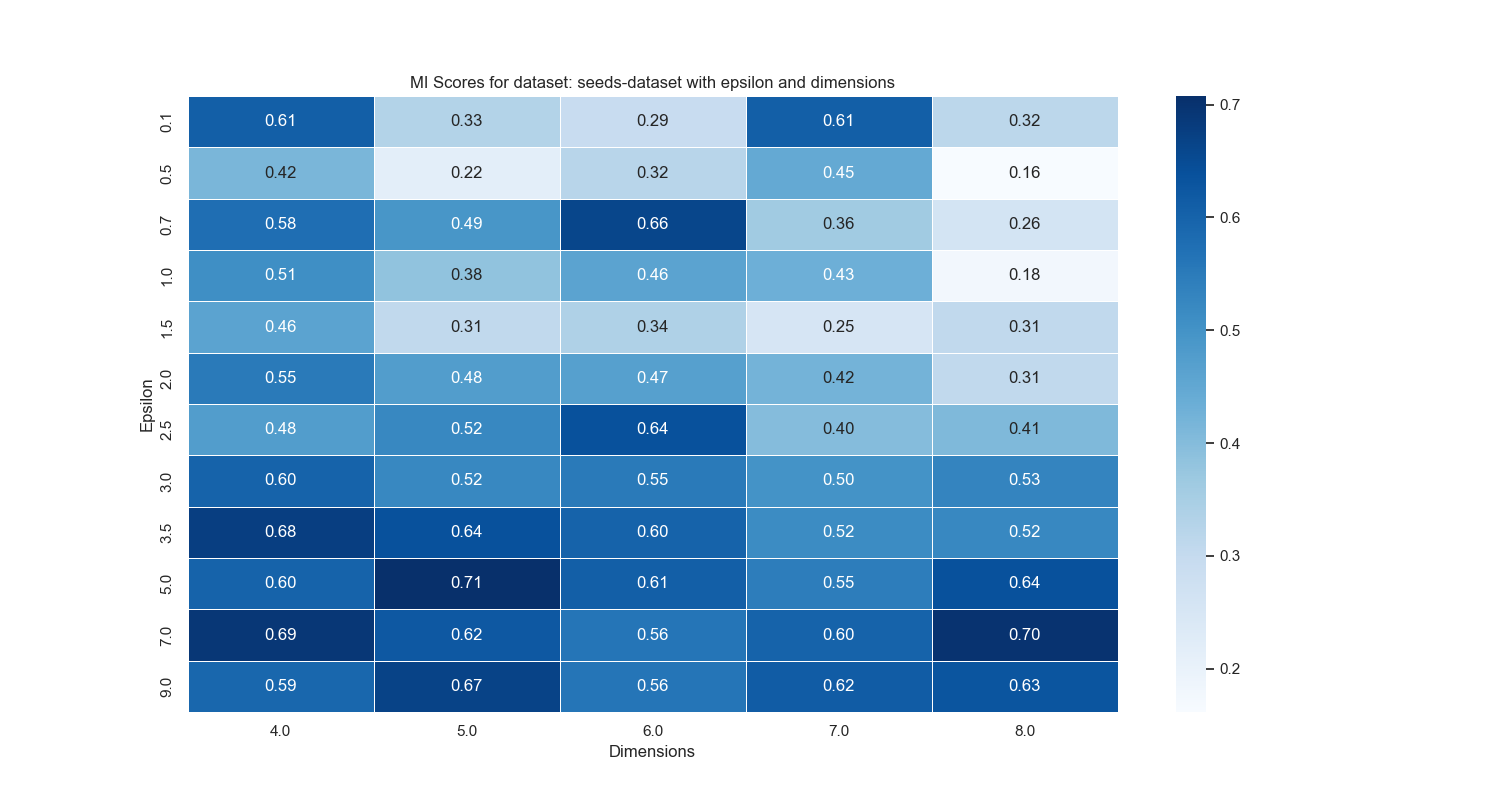 MI Scores for dataset: seeds-dataset with epsilon and dimensions
Epsilon
0.1 0.61 0.33 0.29 0.61 0.32
0.5 0.42 0.22 0.32 0.45 0.16
0.7 0.58 0.49 0.66 0.36 0.26
1.0 0.51 0.38 0.46 0.43 0.18
1.5 0.46 0.31 0.34 0.25 0.31
2.0 0.55 0.48 0.47 0.42 0.31
2.5 0.48 0.52 0.64 0.40 0.41
3.0 0.60 0.52 0.55 0.50 0.53
3.5 0.68 0.64 0.60 0.52 0.52
5.0 0.60 0.71 0.61 0.55 0.64
7.0 0.69 0.62 0.56 0.60 0.70
9.0 0.59 0.67 0.56 0.62 0.63
4.0 5.0 6.0 7.0 8.0
Dimensions
0.7
0.6
0.5
0.4
0.3
0.2